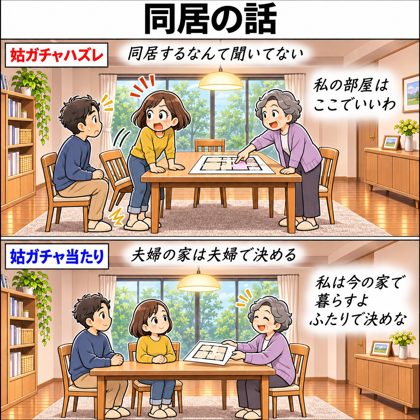 同居の話
姑ガチャハズレ
同居するなんて聞いてない
私の部屋は
ここでいいわ
姑ガチャ当たり
夫婦の家は夫婦で決める
私は今の家で
暮らすよ
ふたりで決めな